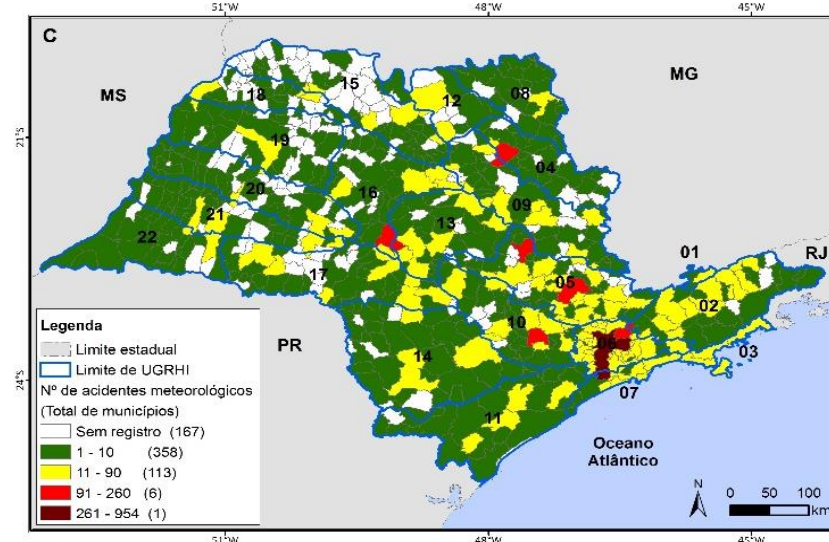 51°W 48°W 45°W
C
MS
MG
15
18
12
08
21°S
21°S
19
04
20
16
09
13
21
22
17
05
01
RJ
02
10
06
03
PR
14
07
24°S
24°S
11
Oceano
Atlântico
Legenda
Limite estadual
Limite de UGRHI
Nº de acidentes meteorológicos
(Total de municípios)
Sem registro (167)
1 - 10 (358)
11 - 90 (113)
91 - 260 (6)
261 - 954 (1)
N
0 50 100
km
51°W 48°W 45°W